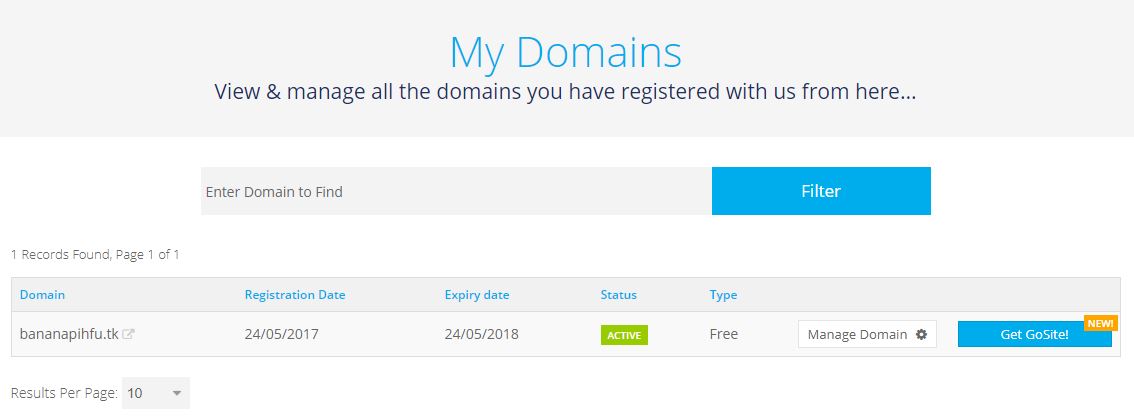 My Domains
View & manage all the domains you have registered with us from here...
Enter Domain to Find
Filter
1 Records Found, Page 1 of 1
Domain Registration Date Expiry date Status Type
NEW!
bananapihfu.tk 24/05/2017 24/05/2018 ACTIVE Free Manage Domain Get GoSite!
Results Per Page: 10